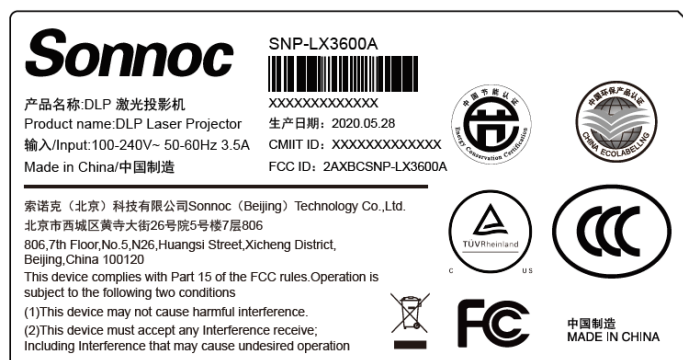 Sonnoc
SNP-LX3600A
XXXXXXXXXXXXX
产品名称:DLP 激光投影机
Product name:DLP Laser Projector
输入/Input:100-240V~ 50-60Hz 3.5A
Made in China/中国制造
生产日期：2020.05.28
CMIIT ID：XXXXXXXXXXXXX
FCC ID：2AXBCSNP-LX3600A
中国节能认证
Energy Conservation Certification
中国环保产品认证
CHINA ECOLABELLNG
索诺克（北京）科技有限公司Sonnoc（Beijing）Technology Co.,Ltd.
北京市西城区黄寺大街26号院5号楼7层806
806,7th Floor,No.5,N26,Huangsi Street,Xicheng District,
Beijing,China 100120
This device complies with Part 15 of the FCC rules.Operation is
subject to the following two conditions
(1)This device may not cause harmful interference.
(2)This device must accept any Interference receive;
Including Interference that may cause undesired operation
TÜVRheinland
C US
CCC
FC
中国制造
MADE IN CHINA